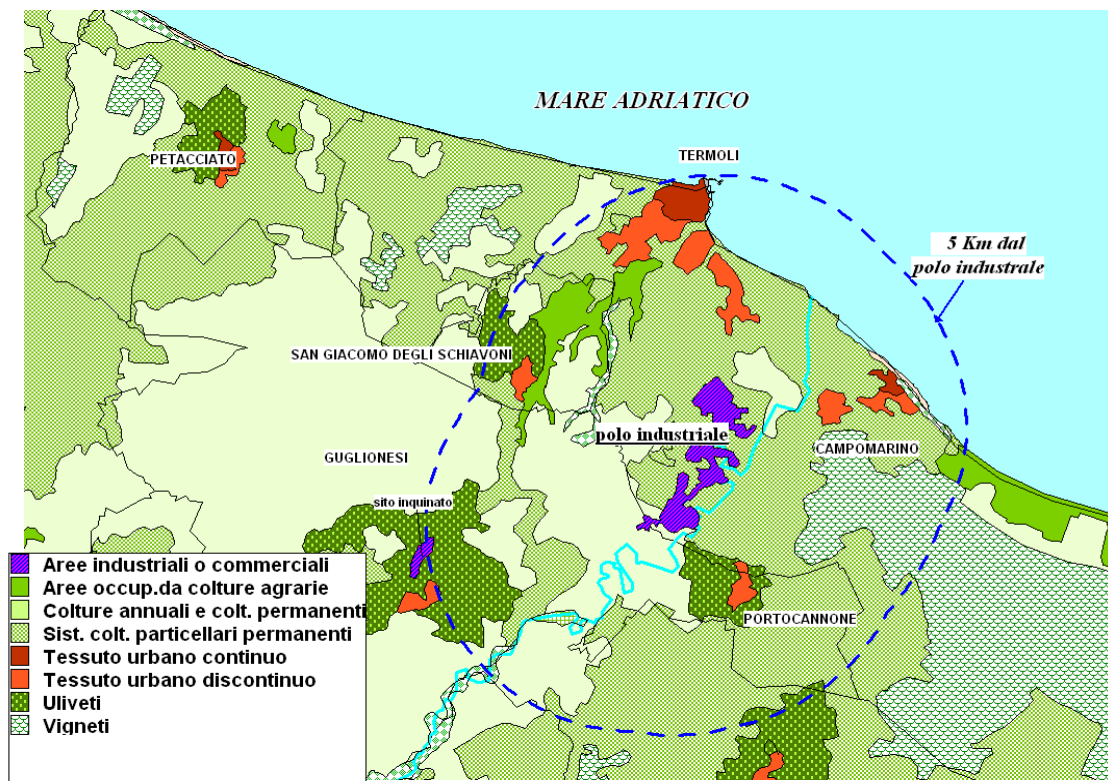 MARE ADRIATICO
TERMOLI
PETACCIATO
5 Km dal
polo industrale
SAN GIACOMO DEGLI SCHIAVONI
polo industriale
CAMPOMARINO
GUGLIONESI
sito inquinato
PORTOCANNONE
Aree industriali o commerciali
Aree occup.da colture agrarie
Colture annuali e colt. permanenti
Sist. colt. particellari permanenti
Tessuto urbano continuo
Tessuto urbano discontinuo
Uliveti
Vigneti